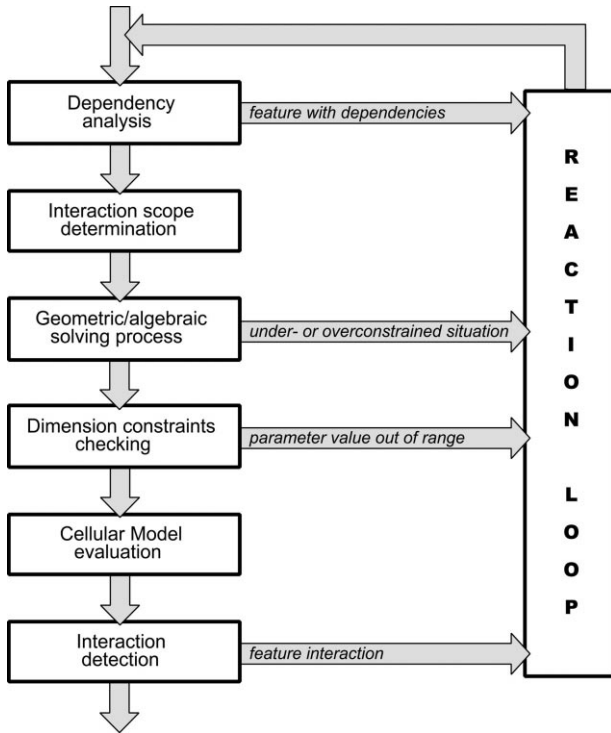 Dependency
analysis
feature with dependencies
Interaction scope
determination
Geometric/algebraic
solving process
under- or overconstrained situation
Dimension constraints
checking
parameter value out of range
Cellular Model
evaluation
Interaction
detection
feature interaction
R
E
A
C
T
I
O
N
L
O
O
P